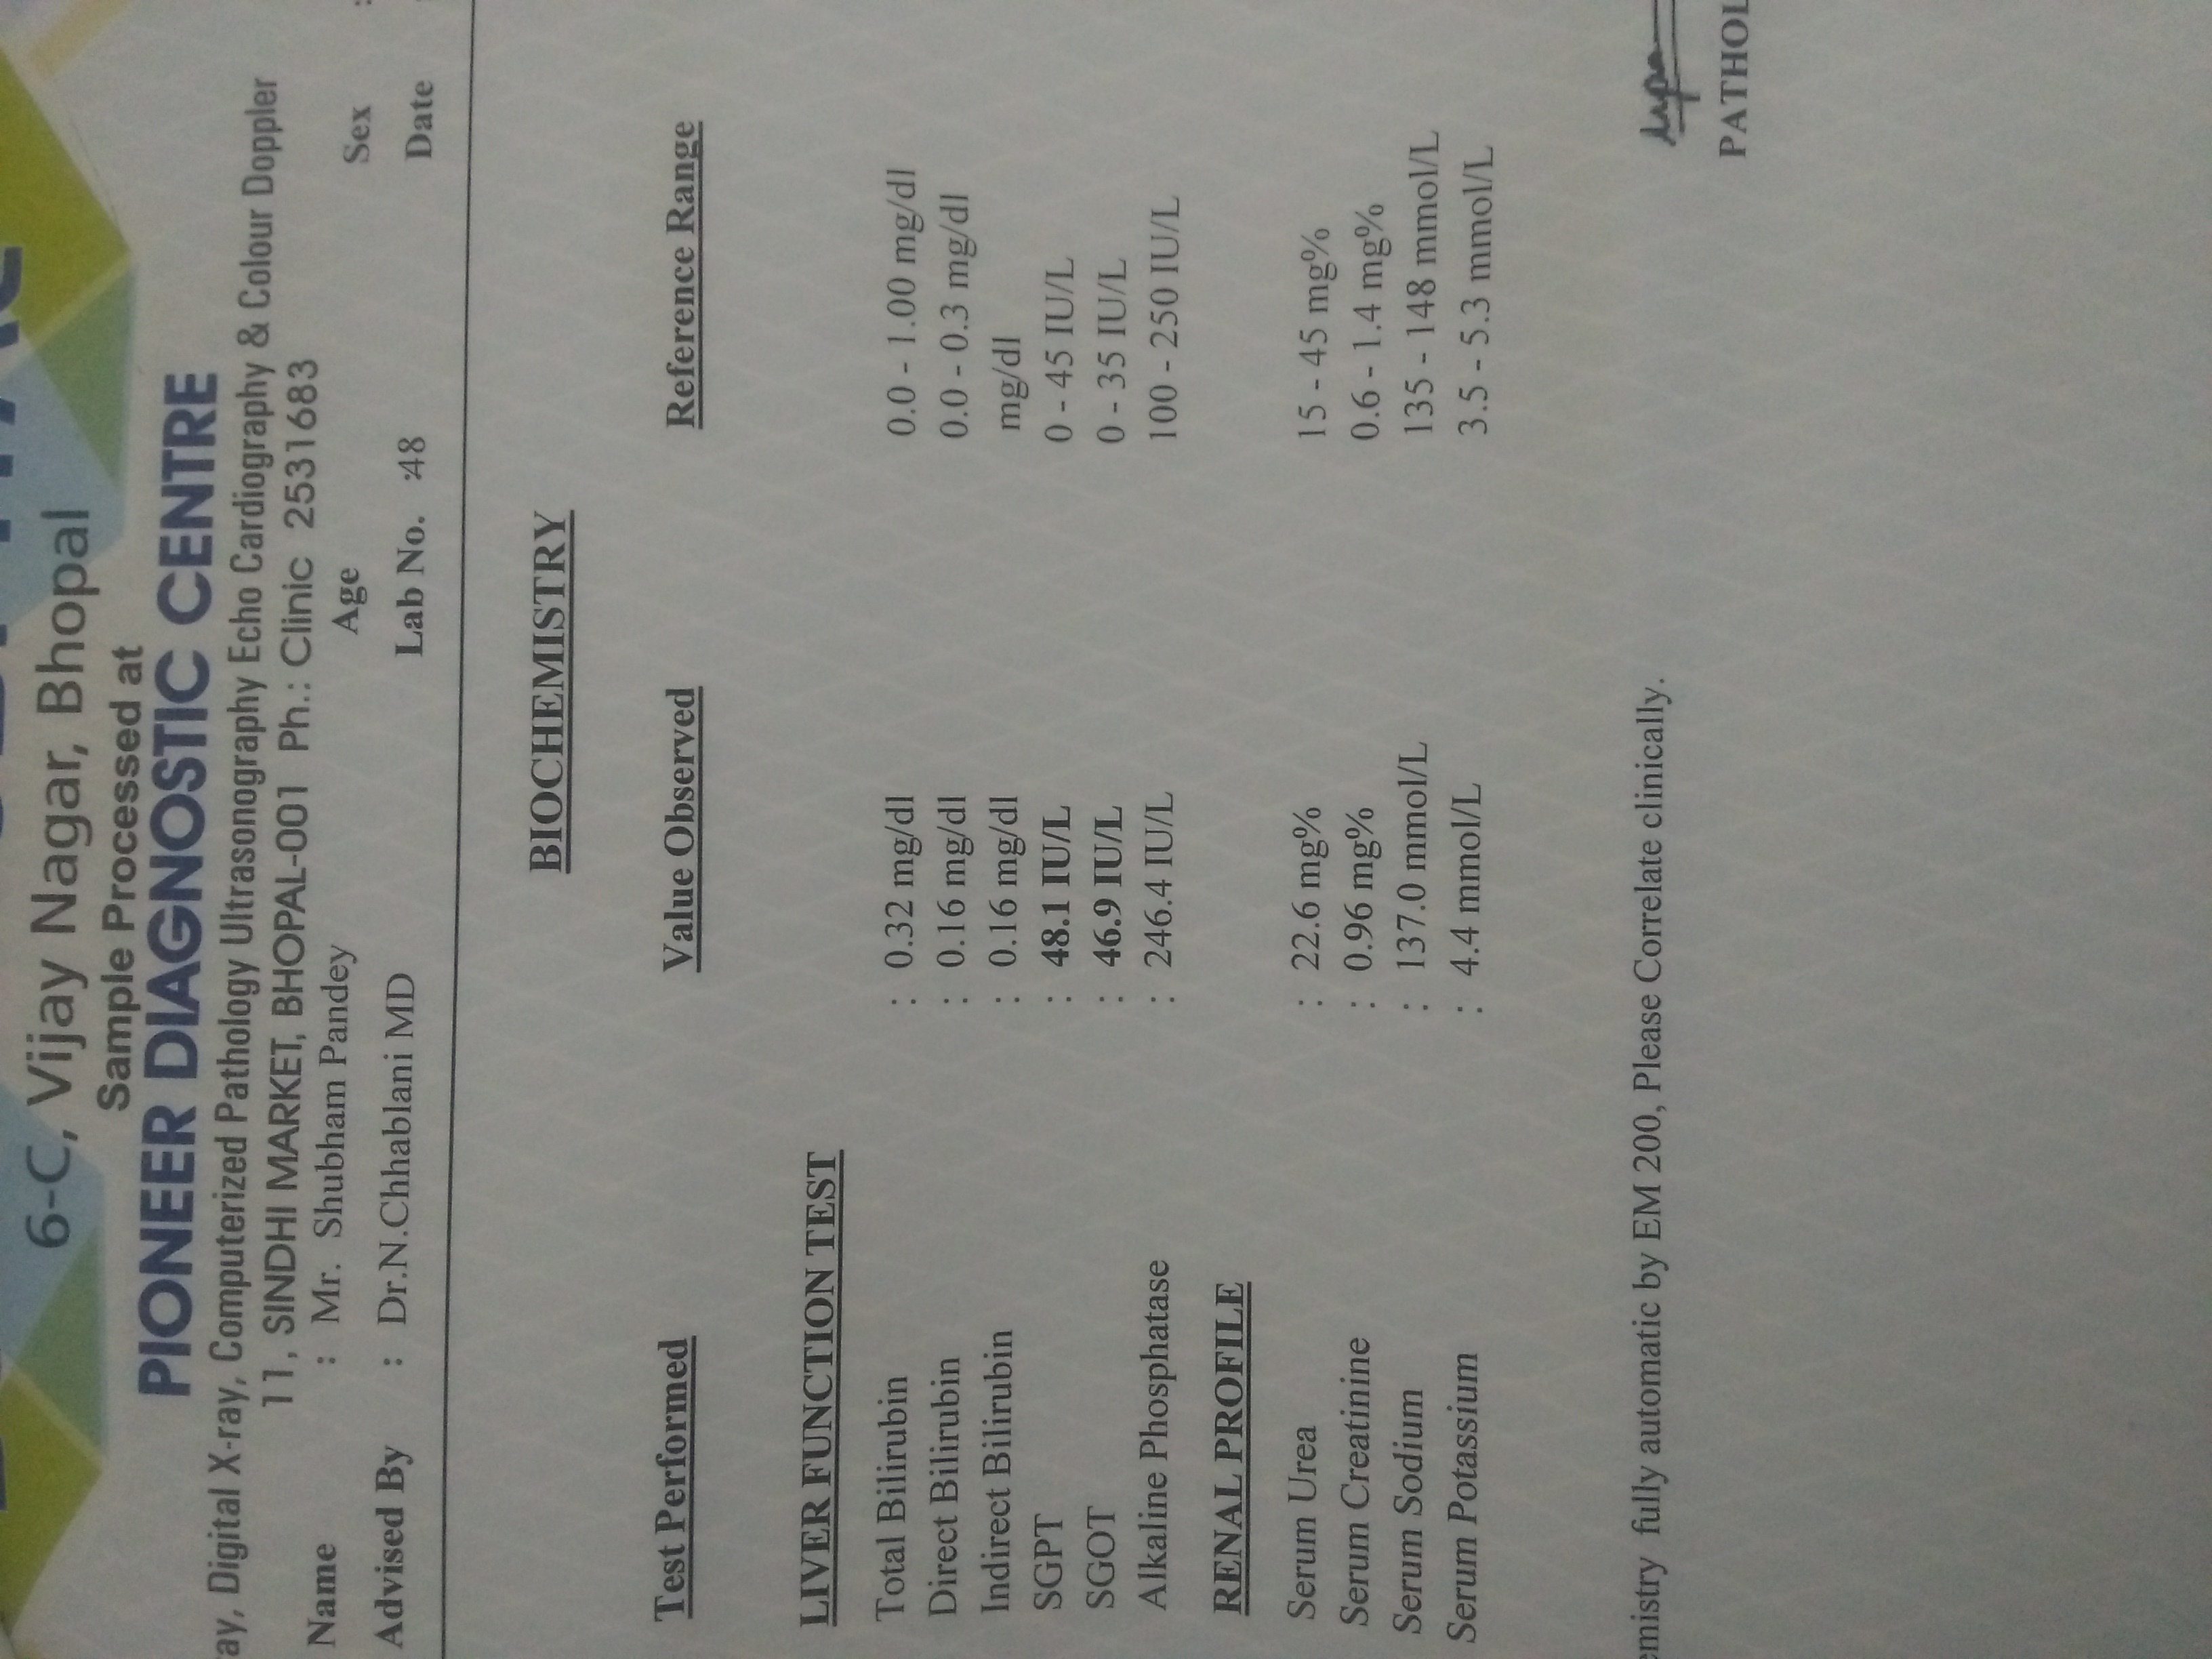 6-C, Vijay Nagar, Bhopal
Sample Processed at
PIONEER DIAGNOSTIC CENTRE
ay, Digital X-ray, Computerized Pathology Ultrasonography Echo Cardiography & Colour Doppler
11, SINDHI MARKET, BHOPAL-001 Ph.: Clinic 2531683
Name : Mr. Shubham Pandey Age Sex :
Advised By : Dr.N.Chhablani MD Lab No. :48 Date
BIOCHEMISTRY
Test Performed Value Observed Reference Range
LIVER FUNCTION TEST
Total Bilirubin : 0.32 mg/dl 0.0 - 1.00 mg/dl
Direct Bilirubin : 0.16 mg/dl 0.0 - 0.3 mg/dl
Indirect Bilirubin : 0.16 mg/dl mg/dl
SGPT : 48.1 IU/L 0 - 45 IU/L
SGOT : 46.9 IU/L 0 - 35 IU/L
Alkaline Phosphatase : 246.4 IU/L 100 - 250 IU/L
RENAL PROFILE
Serum Urea : 22.6 mg% 15 - 45 mg%
Serum Creatinine : 0.96 mg% 0.6 - 1.4 mg%
Serum Sodium : 137.0 mmol/L 135 - 148 mmol/L
Serum Potassium : 4.4 mmol/L 3.5 - 5.3 mmol/L
emistry fully automatic by EM 200, Please Correlate clinically.
PATHOL